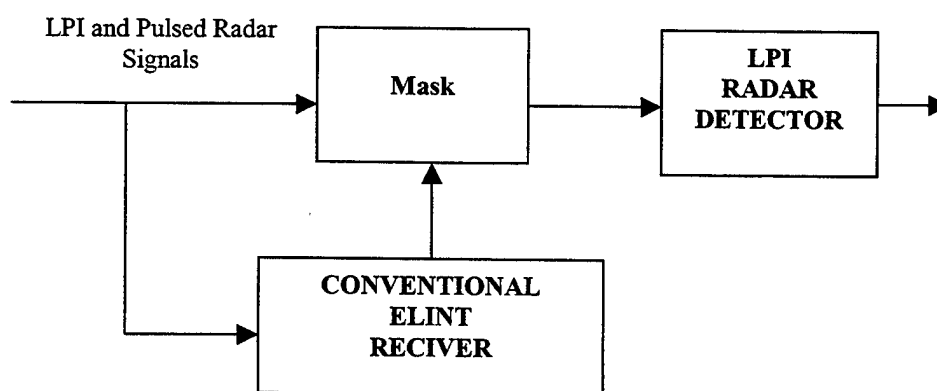 LPI and Pulsed Radar
Signals
Mask
LPI
RADAR
DETECTOR
CONVENTIONAL
ELINT
RECIVER